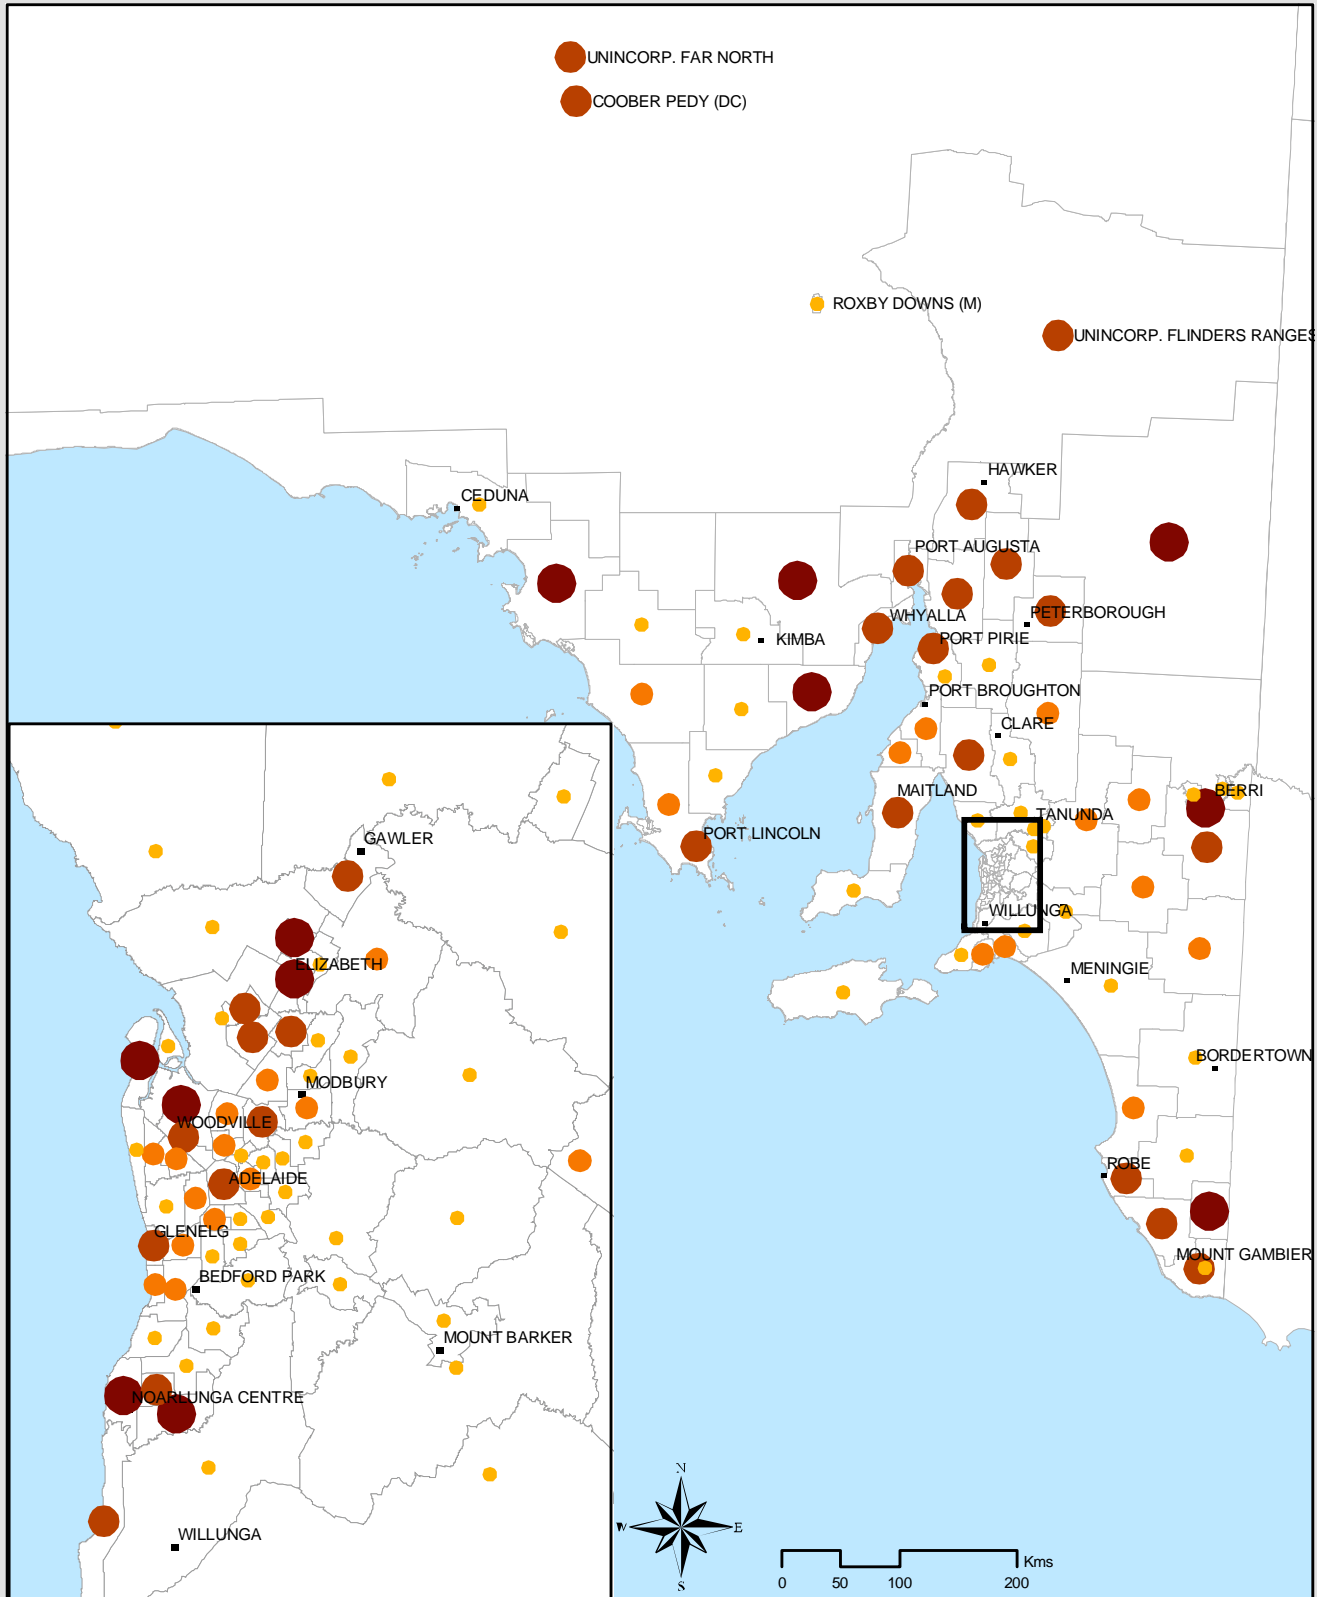 UNINCORP. FAR NORTH
COOBER PEDY (DC)
ROXBY DOWNS (M)
UNINCORP. FLINDERS RANGES
HAWKER
CEDUNA
PORT AUGUSTA
PETERBOROUGH
WHYALLA
KIMBA
PORT PIRIE
PORT BROUGHTON
CLARE
MAITLAND
BERRI
TANUNDA
PORT LINCOLN
WILLUNGA
MENINGIE
BORDERTOWN
ROBE
MOUNT GAMBIER
GAWLER
ELIZABETH
MODBURY
WOODVILLE
ADELAIDE
GLENELG
BEDFORD PARK
MOUNT BARKER
NOARLUNGA CENTRE
WILLUNGA
N
W
E
S
Kms
0 50 100 200